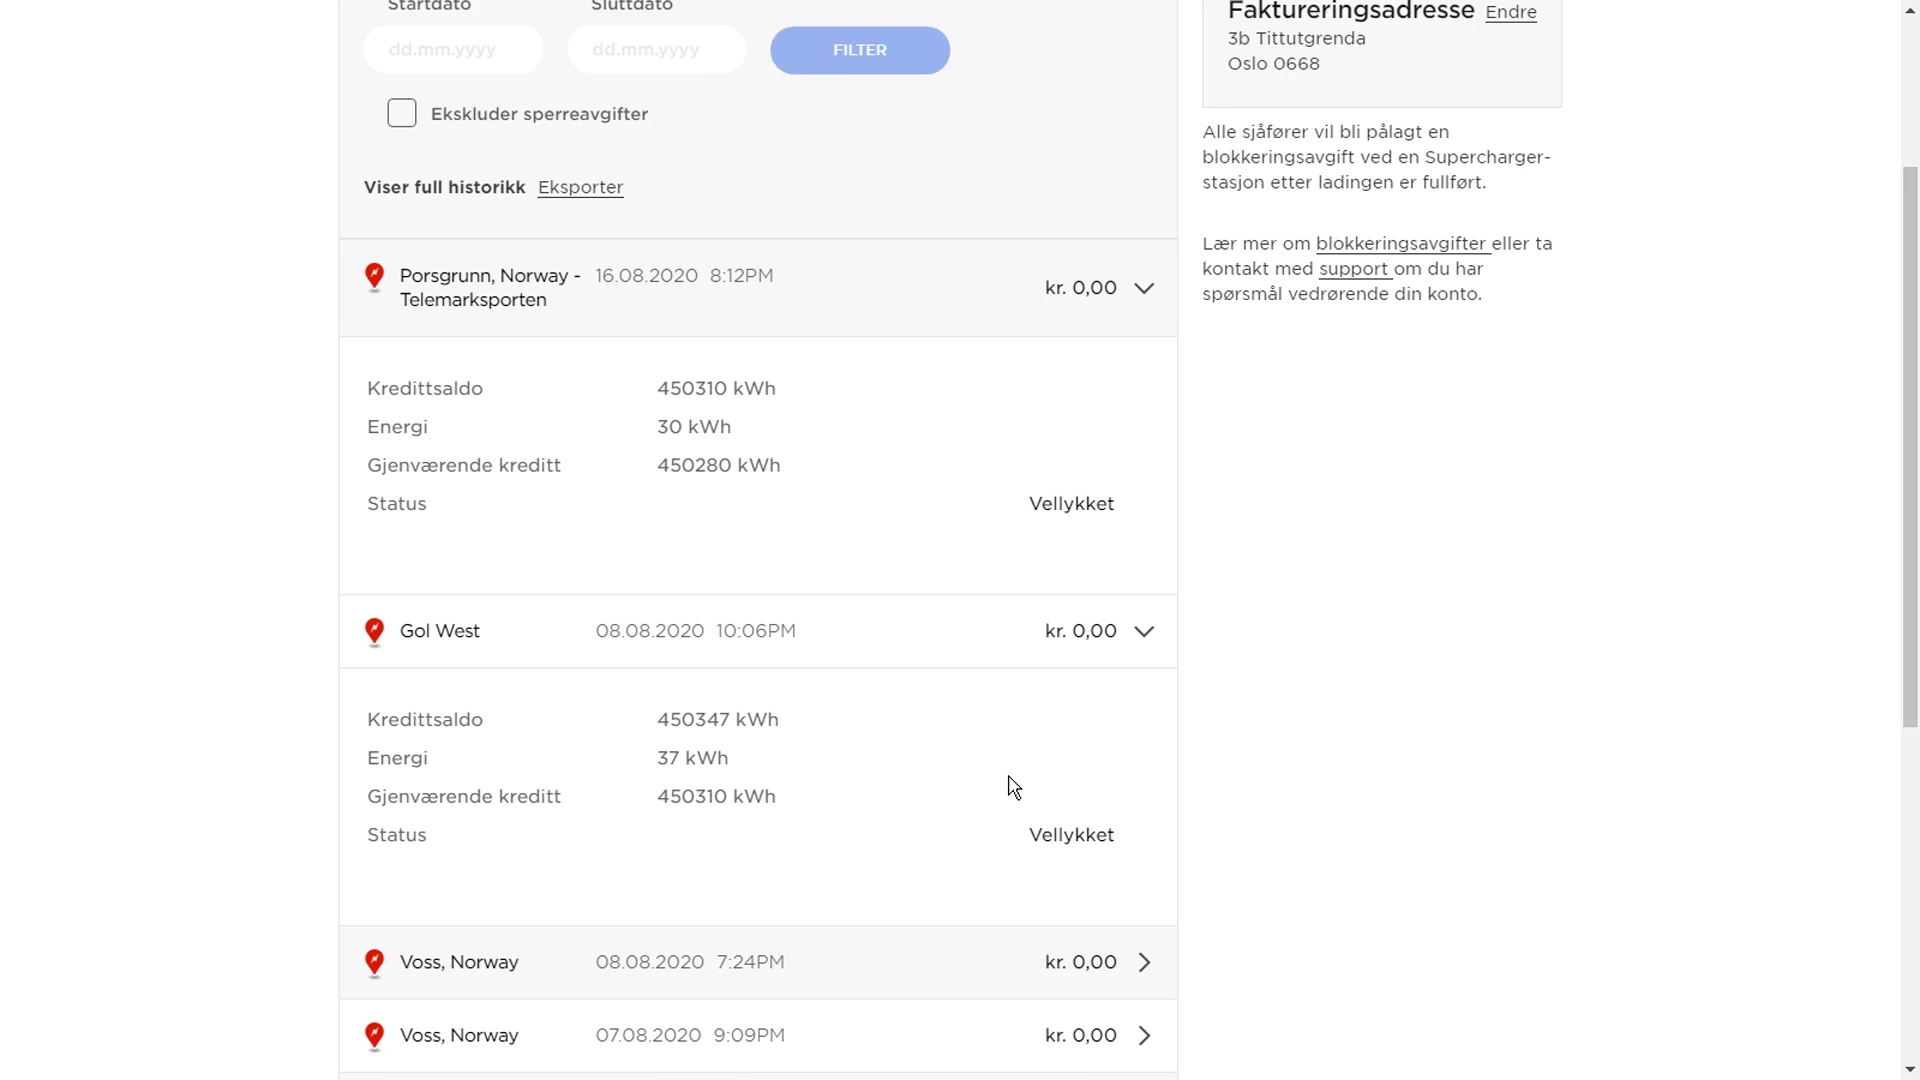 Startdato Sluttdato
dd.mm.yyyy dd.mm.yyyy FILTER
Ekskluder sperreavgifter
Viser full historikk Eksporter
Porsgrunn, Norway - 16.08.2020 8:12PM kr. 0,00
Telemarksporten
Kredittsaldo 450310 kWh
Energi 30 kWh
Gjenværende kreditt 450280 kWh
Status Vellykket
Gol West 08.08.2020 10:06PM kr. 0,00
Kredittsaldo 450347 kWh
Energi 37 kWh
Gjenværende kreditt 450310 kWh
Status Vellykket
Voss, Norway 08.08.2020 7:24PM kr. 0,00
Voss, Norway 07.08.2020 9:09PM kr. 0,00
Faktureringsadresse Endre
3b Tittutgrenda
Oslo 0668
Alle sjåfører vil bli pålagt en
blokkeringsavgift ved en Supercharger-
stasjon etter ladingen er fullført.
Lær mer om blokkeringsavgifter eller ta
kontakt med support om du har
spørsmål vedrørende din konto.